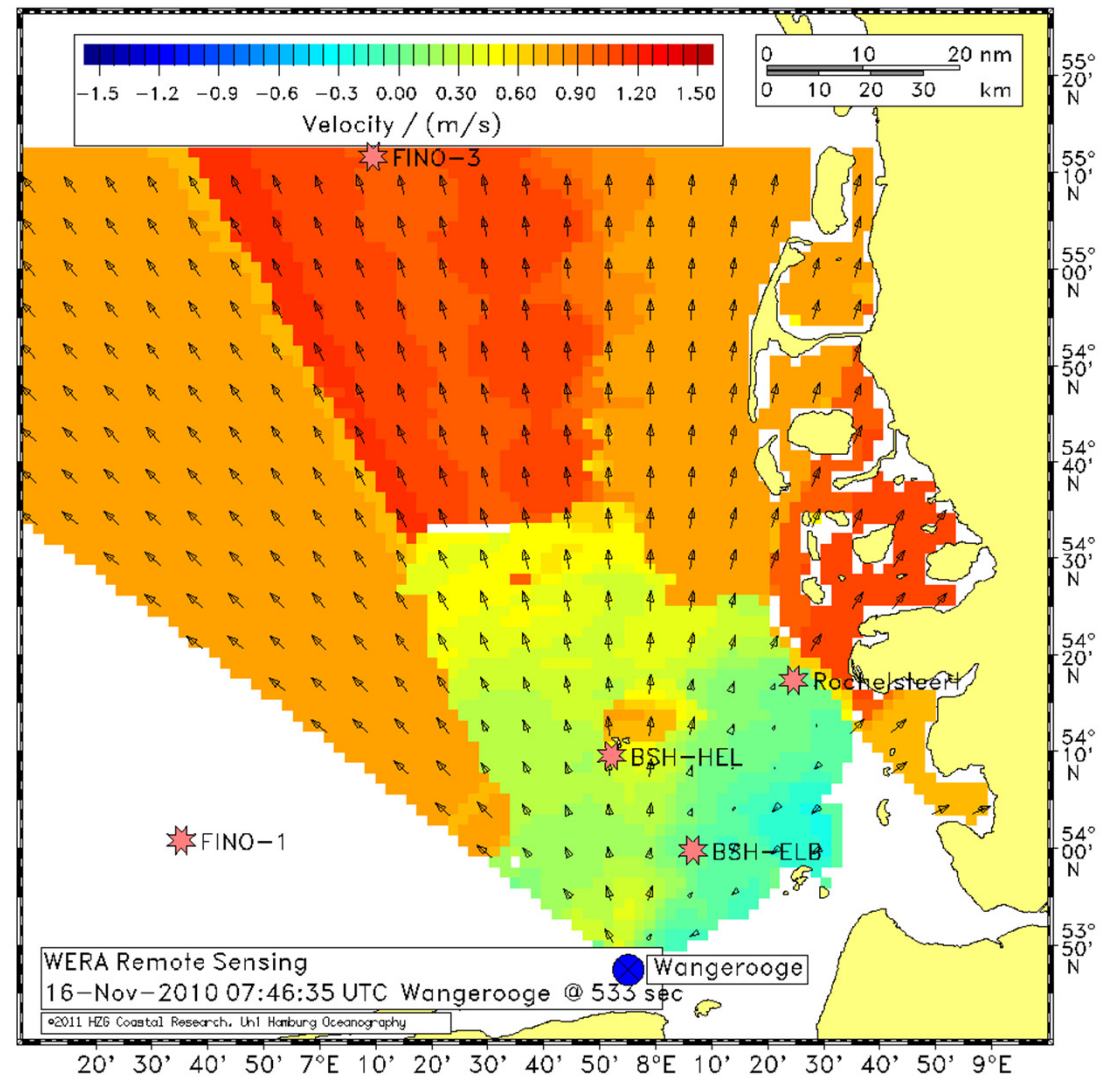 -1.5 -1.2 -0.9 -0.6 -0.3 0.00 0.30 0.60 0.90 1.20 1.50
Velocity / (m/s)
0 10 20 nm
0 10 20 30 km
55° 20' N
55° 10' N
55° 00' N
54° 50' N
54° 40' N
54° 30' N
54° 20' N
54° 10' N
54° 00' N
53° 50' N
FINO-3
Rochelsteert
BSH-HEL
FINO-1
BSH-ELB
WERA Remote Sensing
Wangerooge
16-Nov-2010 07:46:35 UTC Wangerooge @ 533 sec
©2011 HZG Coastal Research, Uni Hamburg Oceanography
20' 30' 40' 50' 7°E 10' 20' 30' 40' 50' 8°E 10' 20' 30' 40' 50' 9°E